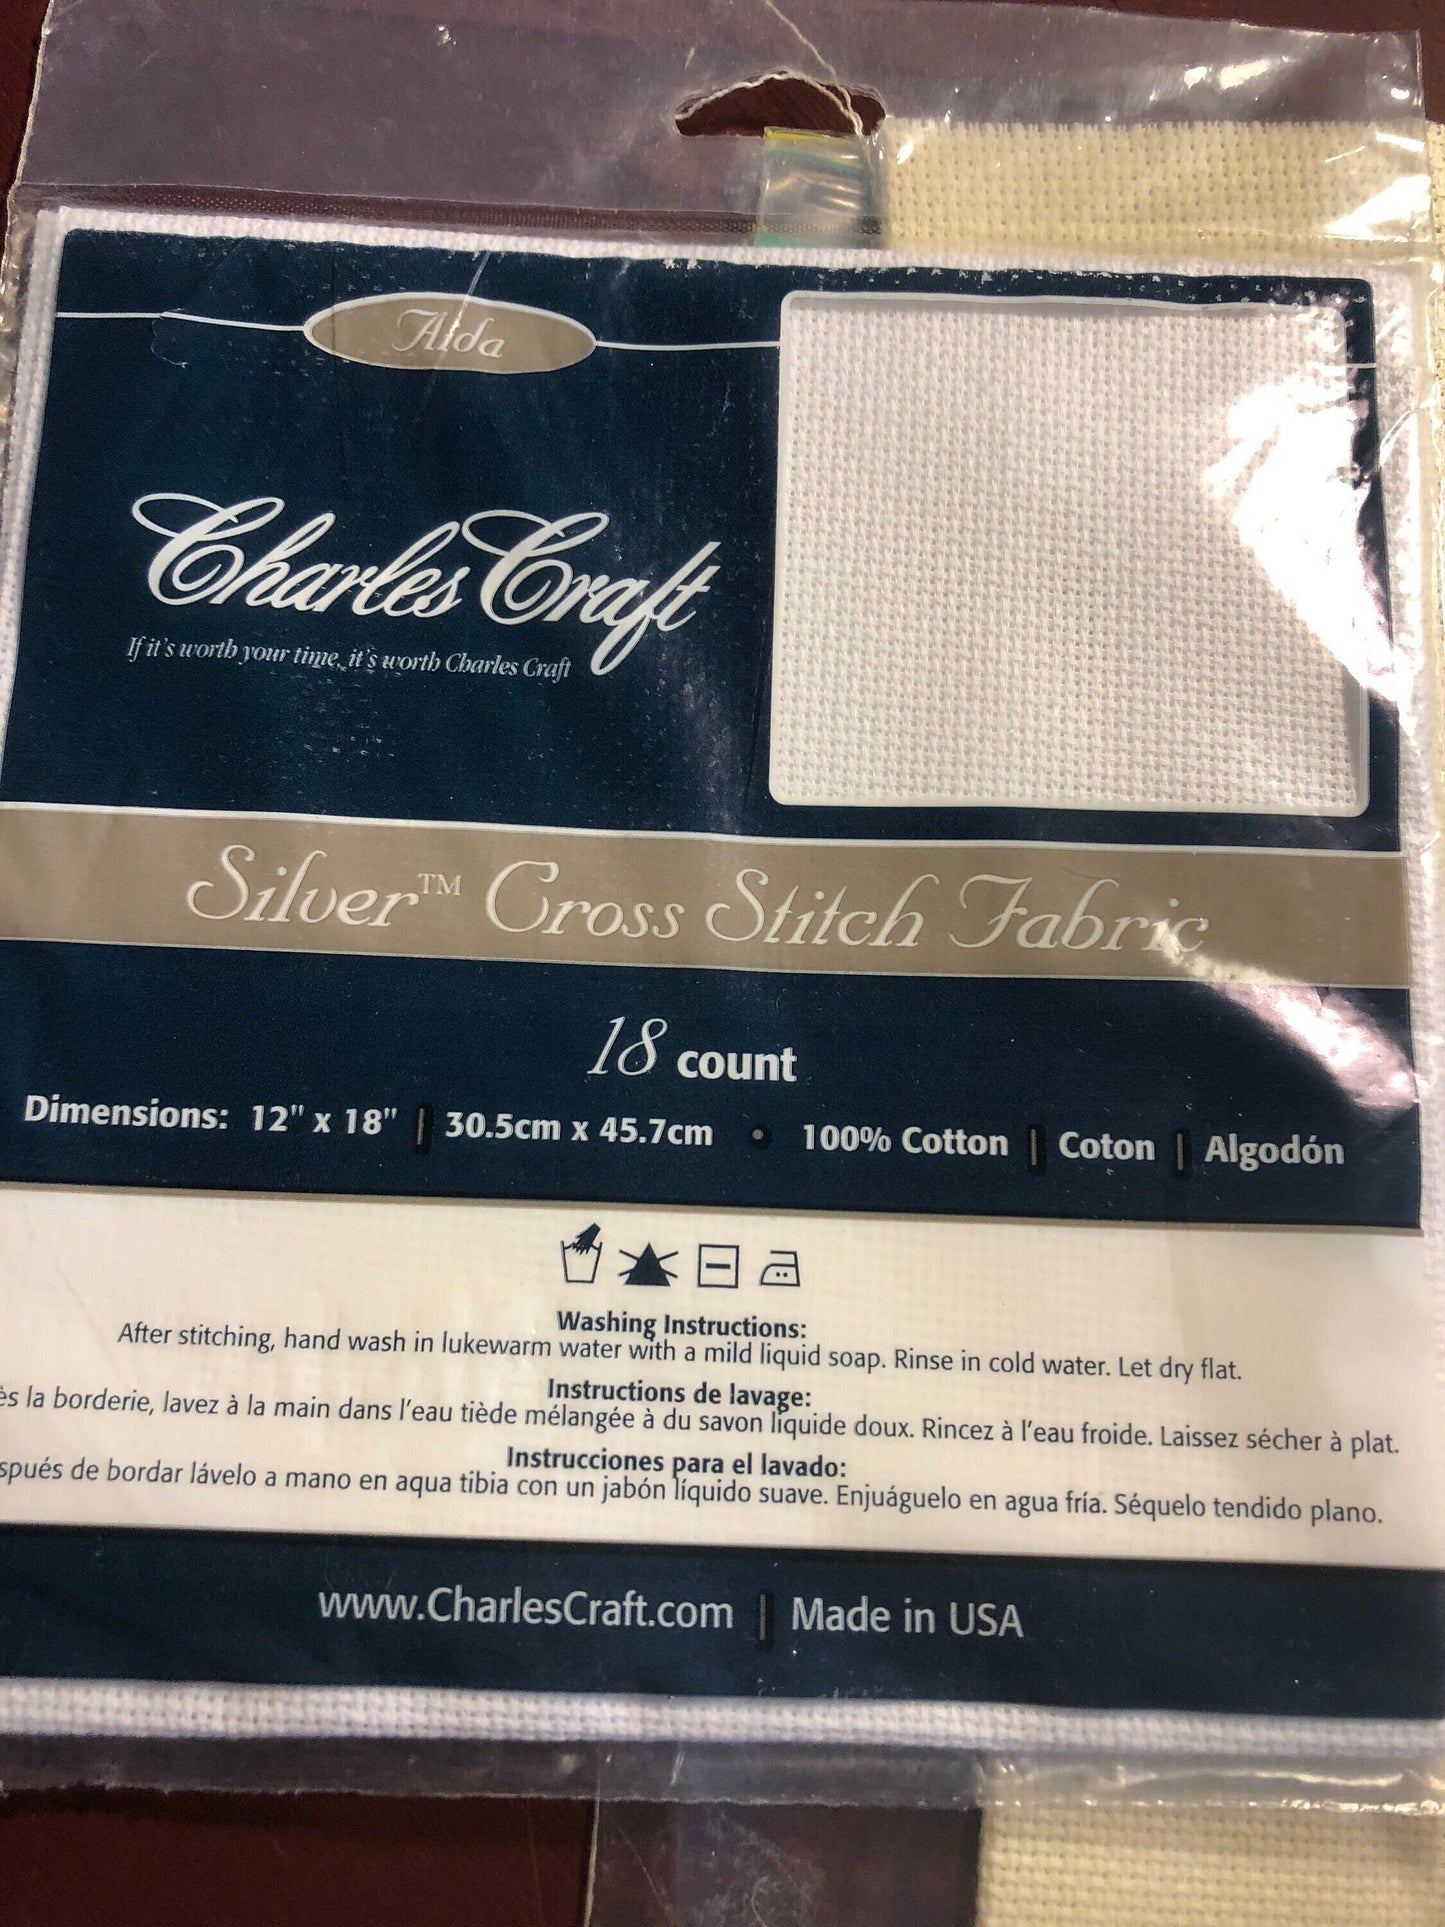 Aida
Charles Craft
If it's worth your time, it's worth Charles Craft
Silver™ Cross Stitch Fabric
18 count
Dimensions: 12" x 18" | 30.5cm x 45.7cm • 100% Cotton | Coton | Algodón
Washing Instructions:
After stitching, hand wash in lukewarm water with a mild liquid soap. Rinse in cold water. Let dry flat.
Instructions de lavage:
ès la borderie, lavez à la main dans l'eau tiède mélangée à du savon liquide doux. Rincez à l'eau froide. Laissez sécher à plat.
Instrucciones para el lavado:
spués de bordar lávelo a mano en aqua tibia con un jabón líquido suave. Enjuáguelo en agua fría. Séquelo tendido plano.
www.CharlesCraft.com | Made in USA